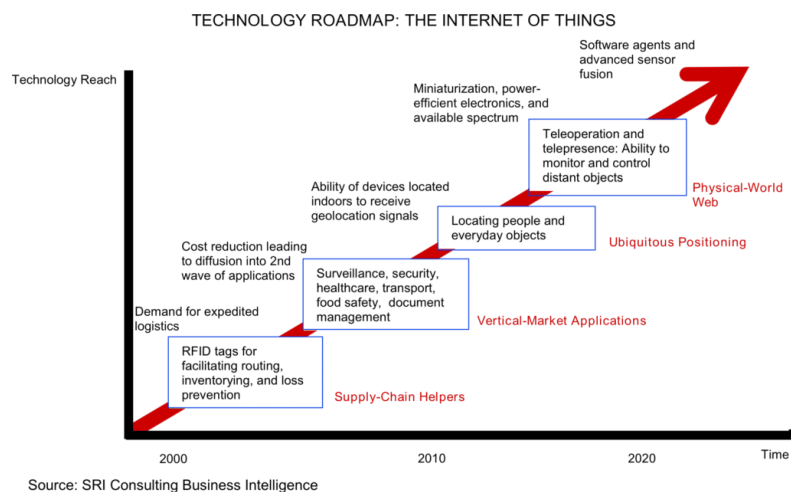 TECHNOLOGY ROADMAP: THE INTERNET OF THINGS
Technology Reach
Software agents and
advanced sensor
fusion
Miniaturization, power-
efficient electronics, and
available spectrum
Teleoperation and
telepresence: Ability to
monitor and control
distant objects
Physical-World
Web
Ability of devices located
indoors to receive
geolocation signals
Locating people and
everyday objects
Ubiquitous Positioning
Cost reduction leading
to diffusion into 2nd
wave of applications
Surveillance, security,
healthcare, transport,
food safety, document
management
Vertical-Market Applications
Demand for expedited
logistics
RFID tags for
facilitating routing,
inventorying, and loss
prevention
Supply-Chain Helpers
2000
2010
2020
Time
Source: SRI Consulting Business Intelligence